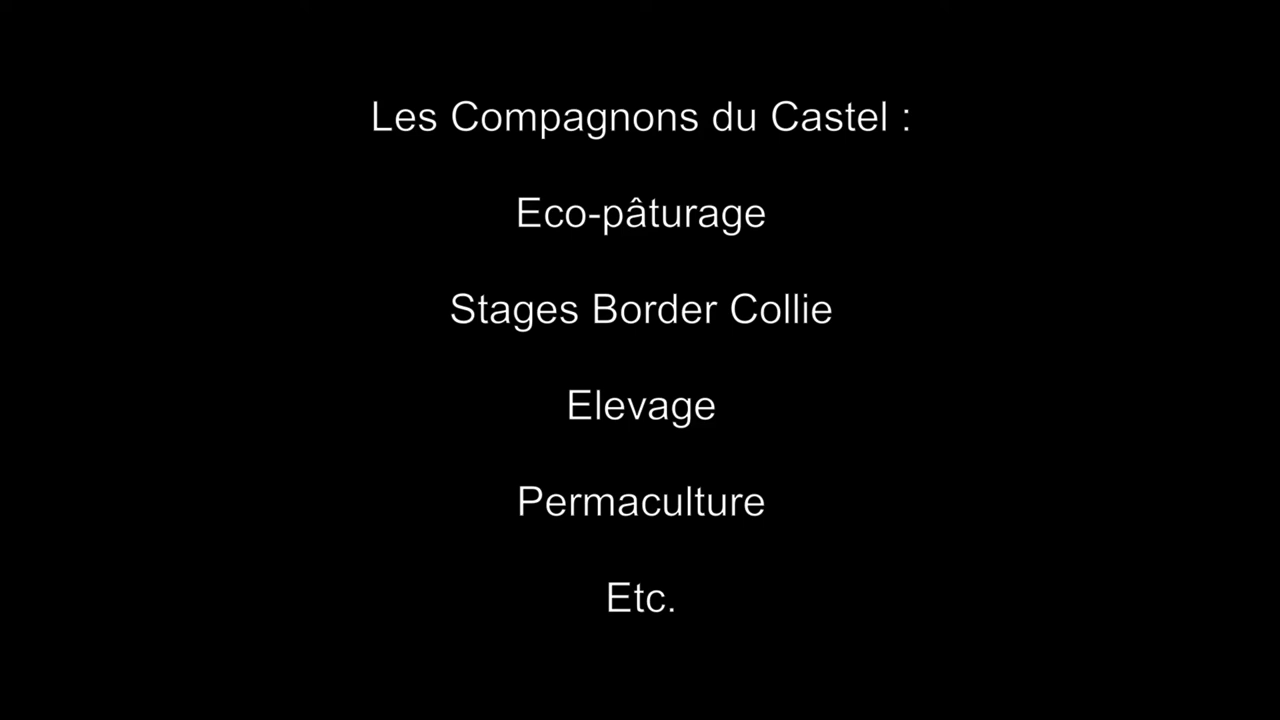 Les Compagnons du Castel :
Eco-pâturage
Stages Border Collie
Elevage
Permaculture
Etc.